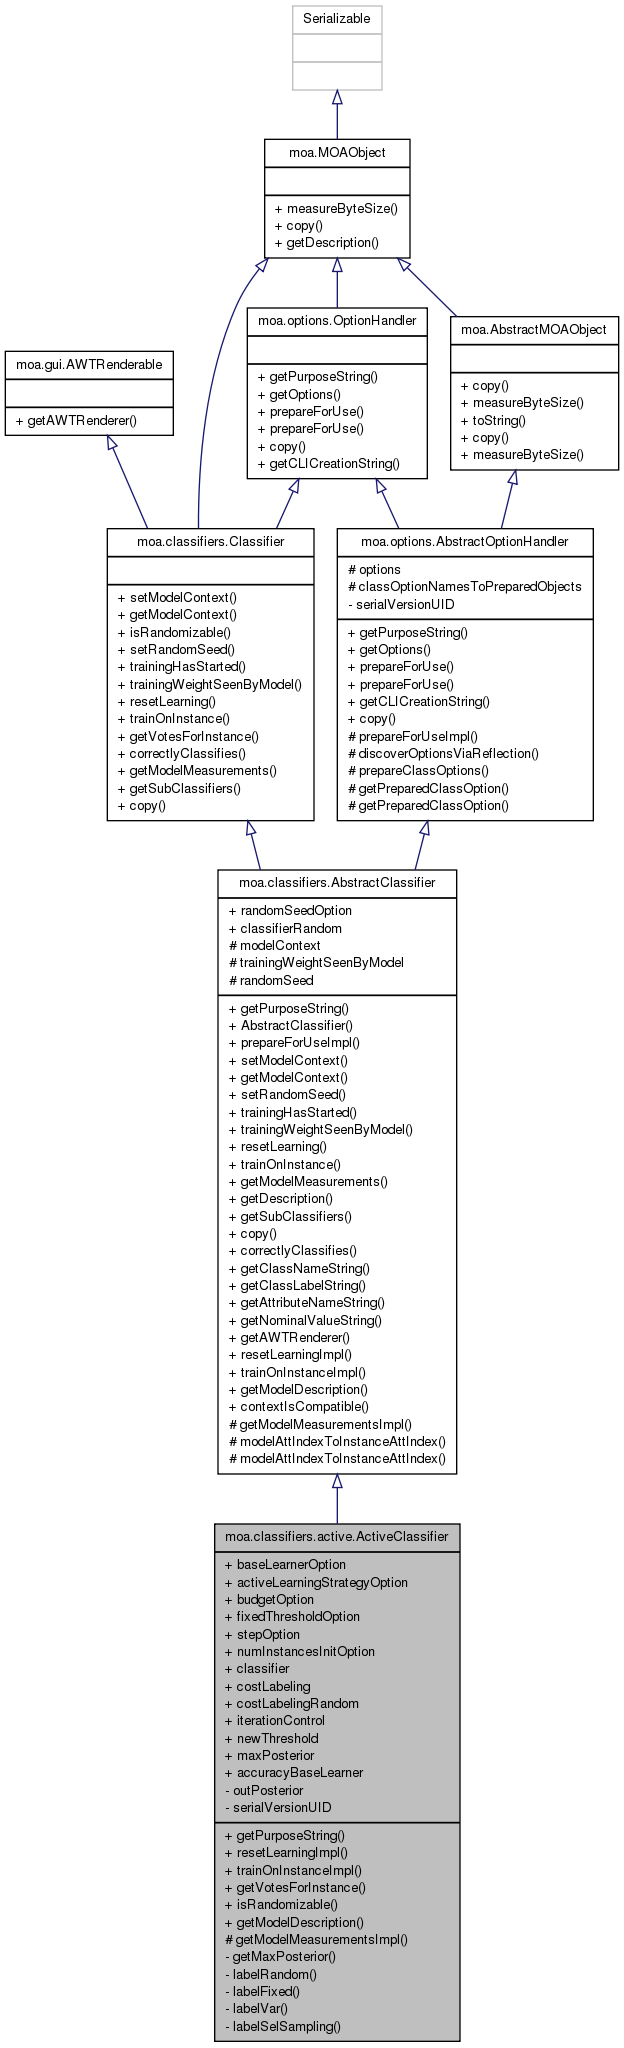 Serializable
moa.MOAObject
+ measureByteSize()
+ copy()
+ getDescription()
moa.gui.AWTRenderable
+ getAWTRenderer()
moa.options.OptionHandler
+ getPurposeString()
+ getOptions()
+ prepareForUse()
+ prepareForUse()
+ copy()
+ getCLICreationString()
moa.AbstractMOAObject
+ copy()
+ measureByteSize()
+ toString()
+ copy()
+ measureByteSize()
moa.classifiers.Classifier
+ setModelContext()
+ getModelContext()
+ isRandomizable()
+ setRandomSeed()
+ trainingHasStarted()
+ trainingWeightSeenByModel()
+ resetLearning()
+ trainOnInstance()
+ getVotesForInstance()
+ correctlyClassifies()
+ getModelMeasurements()
+ getSubClassifiers()
+ copy()
moa.options.AbstractOptionHandler
# options
# classOptionNamesToPreparedObjects
- serialVersionUID
+ getPurposeString()
+ getOptions()
+ prepareForUse()
+ prepareForUse()
+ getCLICreationString()
+ copy()
# prepareForUseImpl()
# discoverOptionsViaReflection()
# prepareClassOptions()
# getPreparedClassOption()
# getPreparedClassOption()
moa.classifiers.AbstractClassifier
+ randomSeedOption
+ classifierRandom
# modelContext
# trainingWeightSeenByModel
# randomSeed
+ getPurposeString()
+ AbstractClassifier()
+ prepareForUseImpl()
+ setModelContext()
+ getModelContext()
+ setRandomSeed()
+ trainingHasStarted()
+ trainingWeightSeenByModel()
+ resetLearning()
+ trainOnInstance()
+ getModelMeasurements()
+ getDescription()
+ getSubClassifiers()
+ copy()
+ correctlyClassifies()
+ getClassNameString()
+ getClassLabelString()
+ getAttributeNameString()
+ getNominalValueString()
+ getAWTRenderer()
+ resetLearningImpl()
+ trainOnInstanceImpl()
+ getModelDescription()
+ contextIsCompatible()
# getModelMeasurementsImpl()
# modelAttIndexToInstanceAttIndex()
# modelAttIndexToInstanceAttIndex()
moa.classifiers.active.ActiveClassifier
+ baseLearnerOption
+ activeLearningStrategyOption
+ budgetOption
+ fixedThresholdOption
+ stepOption
+ numInstancesInitOption
+ classifier
+ costLabeling
+ costLabelingRandom
+ iterationControl
+ newThreshold
+ maxPosterior
+ accuracyBaseLearner
- outPosterior
- serialVersionUID
+ getPurposeString()
+ resetLearningImpl()
+ trainOnInstanceImpl()
+ getVotesForInstance()
+ isRandomizable()
+ getModelDescription()
# getModelMeasurementsImpl()
- getMaxPosterior()
- labelRandom()
- labelFixed()
- labelVar()
- labelSelSampling()